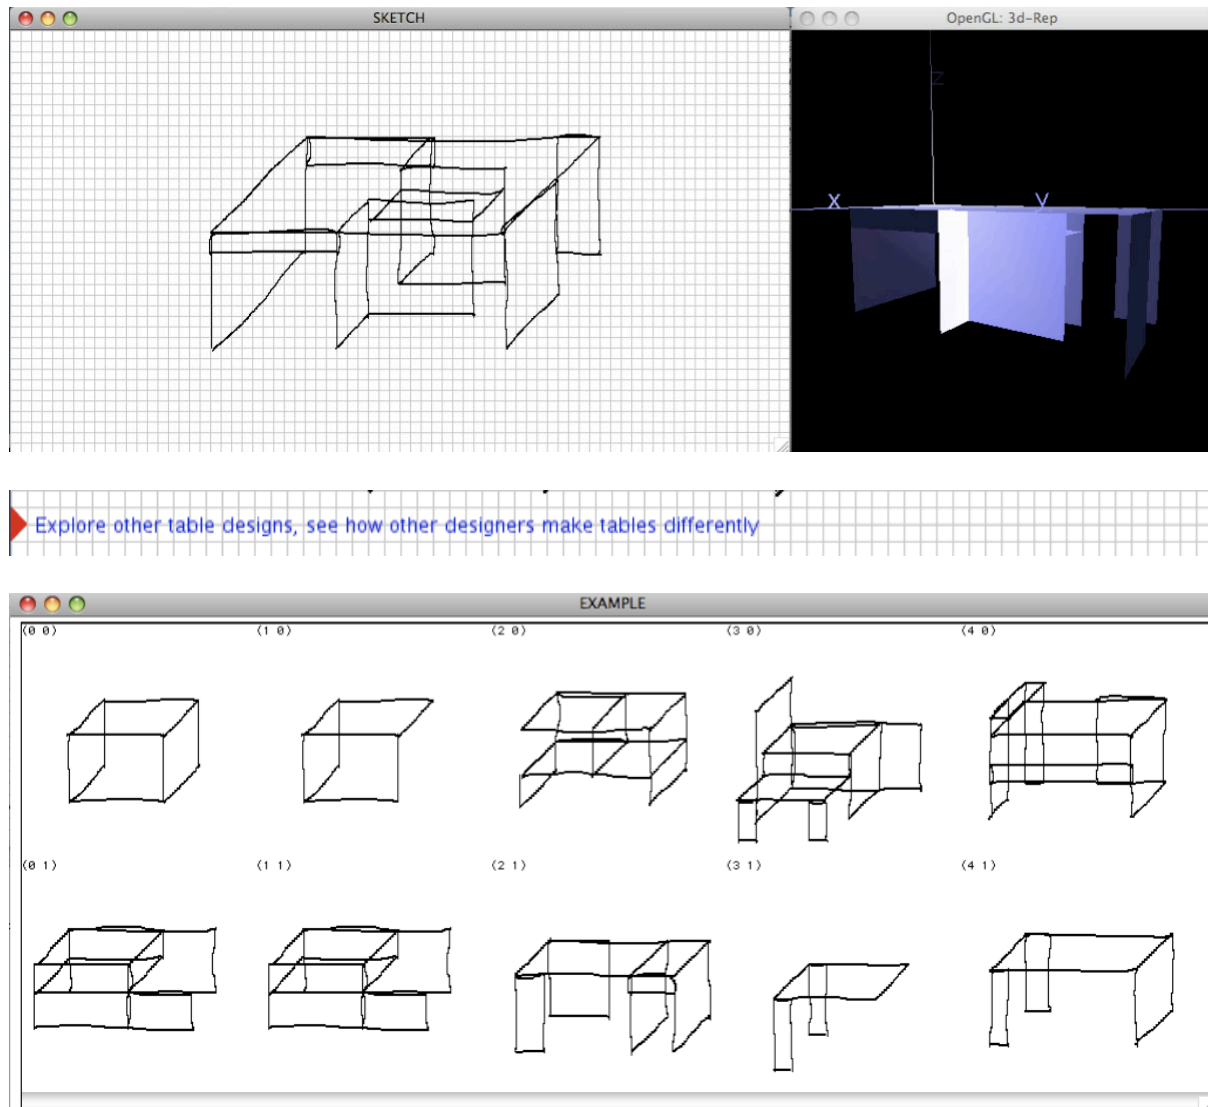 SKETCH
OpenGL: 3d-Rep
Z
X
Y
Explore other table designs, see how other designers make tables differently
EXAMPLE
(0 0) (1 0) (2 0) (3 0) (4 0)
(0 1) (1 1) (2 1) (3 1) (4 1)